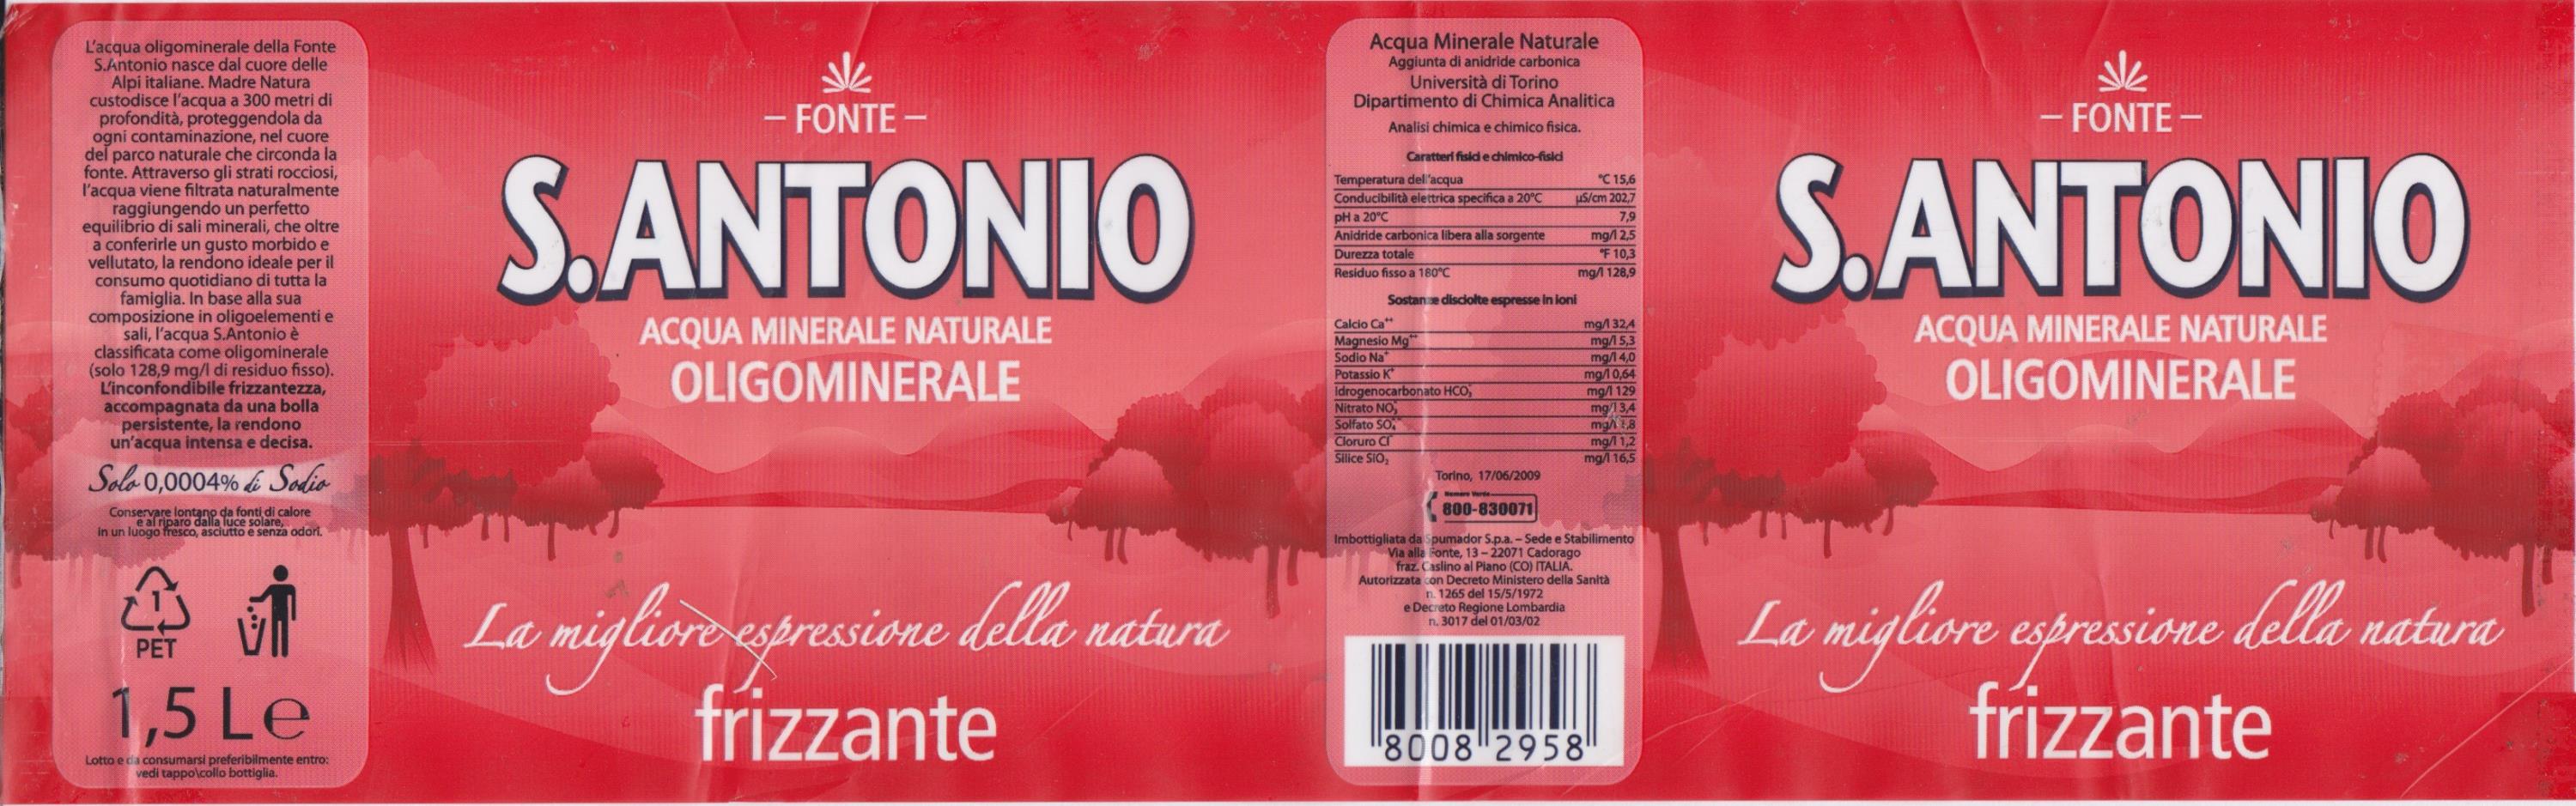 L'acqua oligominerale della Fonte
S.Antonio nasce dal cuore delle
Alpi italiane. Madre Natura
custodisce l'acqua a 300 metri di
profondità, proteggendola da
ogni contaminazione, nel cuore
del parco naturale che circonda la
fonte. Attraverso gli strati rocciosi,
l'acqua viene filtrata naturalmente
raggiungendo un perfetto
equilibrio di sali minerali, che oltre
a conferirle un gusto morbido e
vellutato, la rendono ideale per il
consumo quotidiano di tutta la
famiglia. In base alla sua
composizione in oligoelementi e
sali, l'acqua S.Antonio è
classificata come oligominerale
(solo 128,9 mg/l di residuo fisso).
L'inconfondibile frizzantezza,
accompagnata da una bolla
persistente, la rendono
un'acqua intensa e decisa.
Solo 0,0004% di Sodio
Conservare lontano da fonti di calore
e al riparo dalla luce solare,
in un luogo fresco, asciutto e senza odori.
1
PET
1,5 L e
Lotto e da consumarsi preferibilmente entro:
vedi tappo\collo bottiglia.
– FONTE –
S.ANTONIO
ACQUA MINERALE NATURALE
OLIGOMINERALE
La migliore espressione della natura
frizzante
Acqua Minerale Naturale
Aggiunta di anidride carbonica
Università di Torino
Dipartimento di Chimica Analitica
Analisi chimica e chimico fisica.
Caratteri fisici e chimico-fisici
Temperatura dell'acqua °C 15,6
Conducibilità elettrica specifica a 20°C µS/cm 202,7
pH a 20°C 7,9
Anidride carbonica libera alla sorgente mg/l 2,5
Durezza totale °F 10,3
Residuo fisso a 180°C mg/l 128,9
Sostanze disciolte espresse in ioni
Calcio Ca⁺⁺ mg/l 32,4
Magnesio Mg⁺⁺ mg/l 5,3
Sodio Na⁺ mg/l 4,0
Potassio K⁺ mg/l 0,64
Idrogenocarbonato HCO₃⁻ mg/l 129
Nitrato NO₃⁻ mg/l 3,4
Solfato SO₄⁻⁻ mg/l
Cloruro Cl⁻ mg/l 1,2
Silice SiO₂ mg/l 16,5
Torino, 17/06/2009
Numero Verde
800-830071
Imbottigliata da Spumador S.p.a. – Sede e Stabilimento
Via alla Fonte, 13 – 22071 Cadorago
fraz. Caslino al Piano (CO) ITALIA.
Autorizzata con Decreto Ministero della Sanità
n. 1265 del 15/5/1972
e Decreto Regione Lombardia
n. 3017 del 01/03/02
8008 2958
– FONTE –
S.ANTONIO
ACQUA MINERALE NATURALE
OLIGOMINERALE
La migliore espressione della natura
frizzante